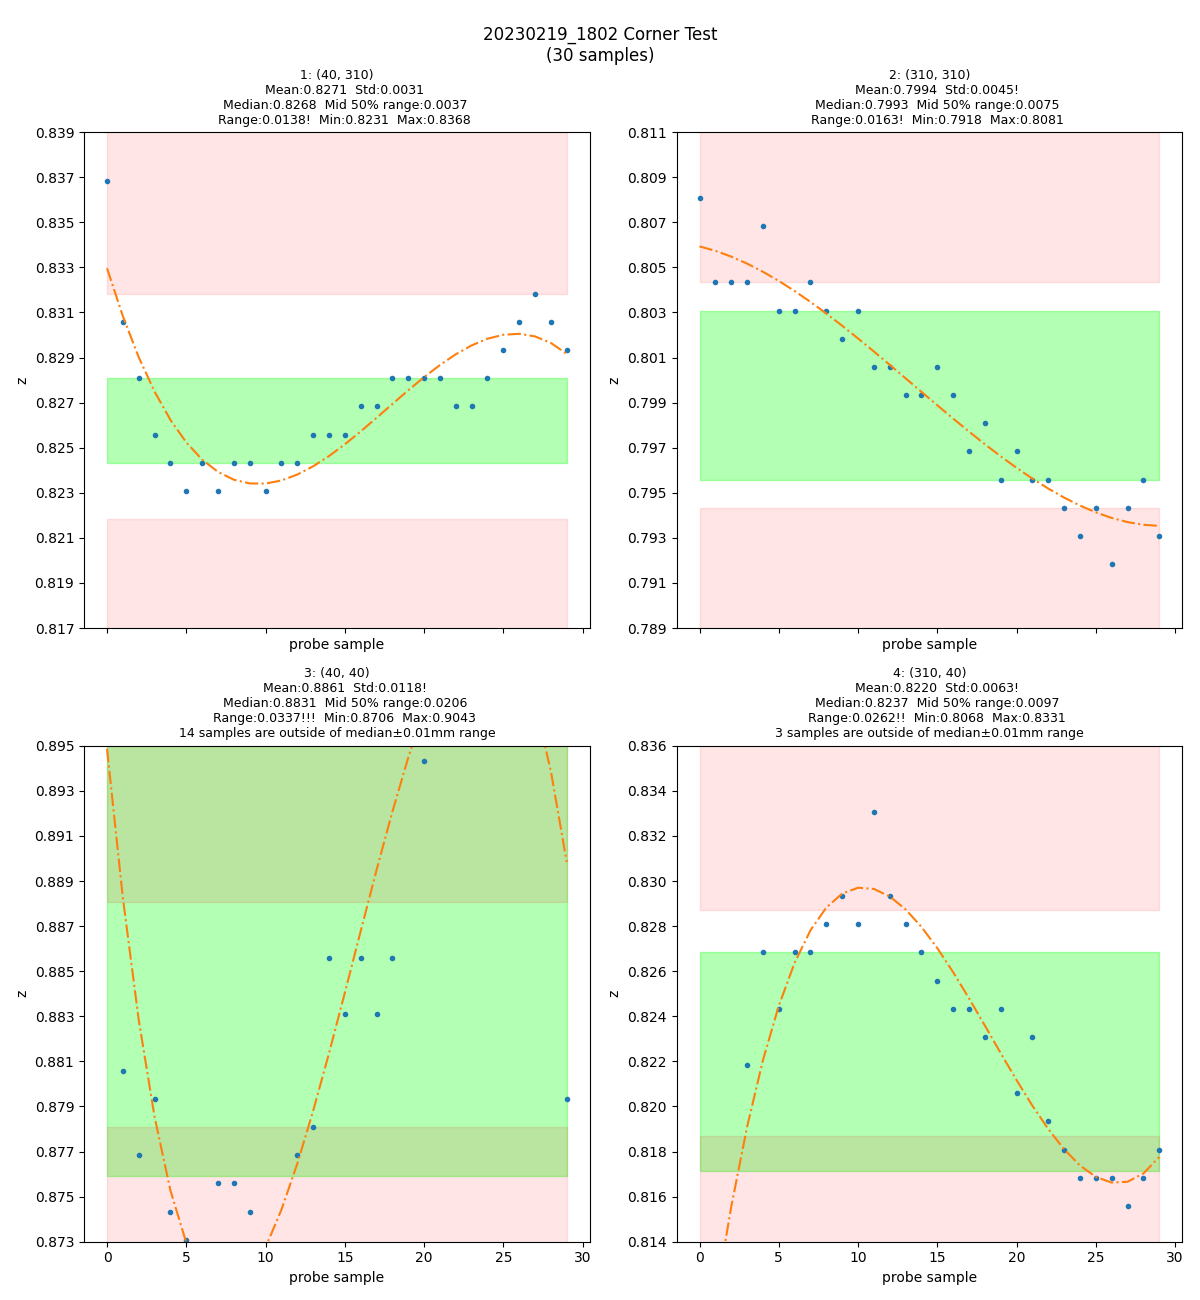 20230219_1802 Corner Test
(30 samples)
1: (40, 310)
Mean:0.8271  Std:0.0031
Median:0.8268  Mid 50% range:0.0037
Range:0.0138!  Min:0.8231  Max:0.8368
0.839
0.837
0.835
0.833
0.831
0.829
0.827
0.825
0.823
0.821
0.819
0.817
z
probe sample
2: (310, 310)
Mean:0.7994  Std:0.0045!
Median:0.7993  Mid 50% range:0.0075
Range:0.0163!  Min:0.7918  Max:0.8081
0.811
0.809
0.807
0.805
0.803
0.801
0.799
0.797
0.795
0.793
0.791
0.789
z
probe sample
3: (40, 40)
Mean:0.8861  Std:0.0118!
Median:0.8831  Mid 50% range:0.0206
Range:0.0337!!!  Min:0.8706  Max:0.9043
14 samples are outside of median±0.01mm range
0.895
0.893
0.891
0.889
0.887
0.885
0.883
0.881
0.879
0.877
0.875
0.873
z
0 5 10 15 20 25 30
probe sample
4: (310, 40)
Mean:0.8220  Std:0.0063!
Median:0.8237  Mid 50% range:0.0097
Range:0.0262!!  Min:0.8068  Max:0.8331
3 samples are outside of median±0.01mm range
0.836
0.834
0.832
0.830
0.828
0.826
0.824
0.822
0.820
0.818
0.816
0.814
z
0 5 10 15 20 25 30
probe sample